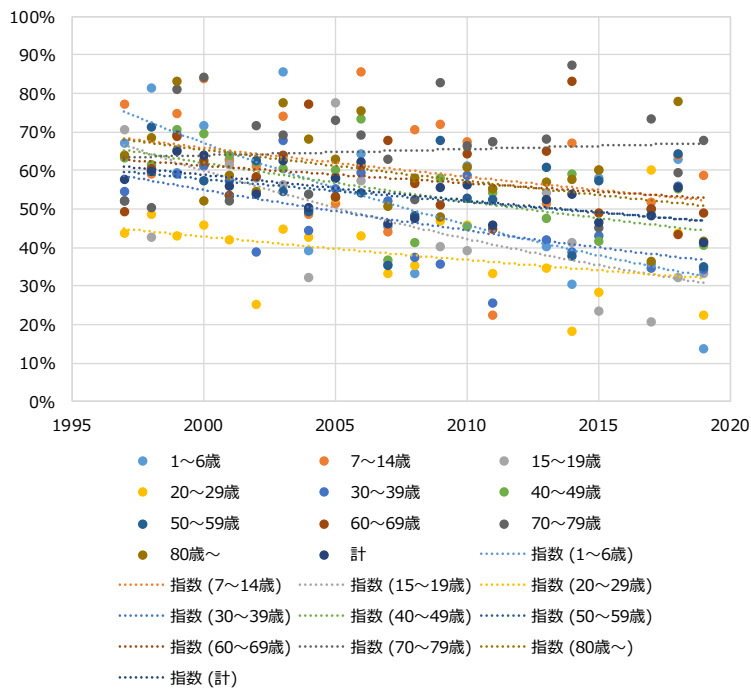 100%
90%
80%
70%
60%
50%
40%
30%
20%
10%
0%
1995 2000 2005 2010 2015 2020
1～6歳 7～14歳 15～19歳
20～29歳 30～39歳 40～49歳
50～59歳 60～69歳 70～79歳
80歳～ 計 指数 (1～6歳)
指数 (7～14歳) 指数 (15～19歳) 指数 (20～29歳)
指数 (30～39歳) 指数 (40～49歳) 指数 (50～59歳)
指数 (60～69歳) 指数 (70～79歳) 指数 (80歳～)
指数 (計)